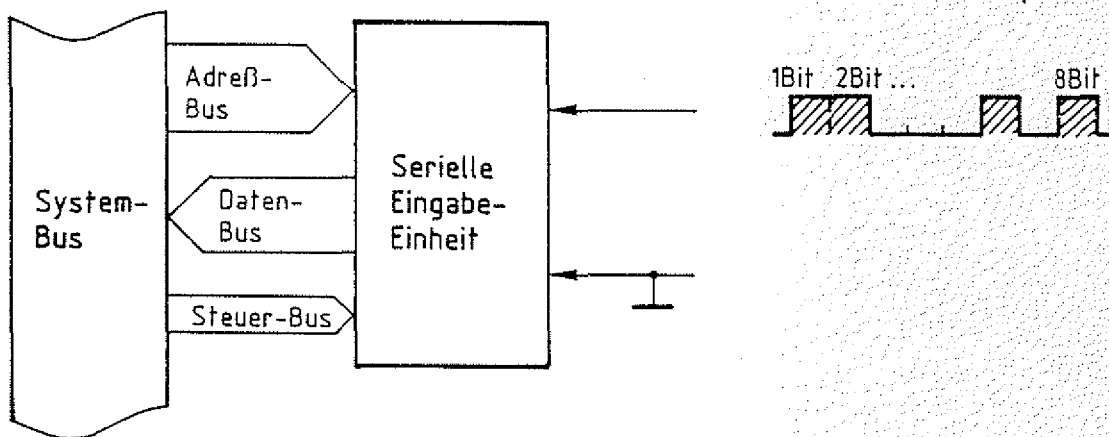 System-
Bus
Adreß-
Bus
Daten-
Bus
Steuer-Bus
Serielle
Eingabe-
Einheit
1Bit 2Bit ... 8Bit